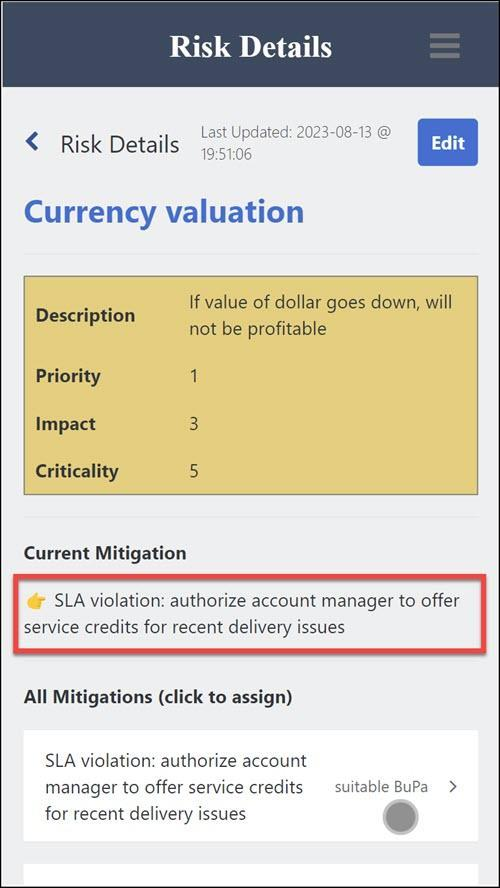 Risk Details
Risk Details
Last Updated: 2023-08-13 @
19:51:06
Edit
Currency valuation
Description
If value of dollar goes down, will
not be profitable
Priority
1
Impact
3
Criticality
5
Current Mitigation
👉 SLA violation: authorize account manager to offer
service credits for recent delivery issues
All Mitigations (click to assign)
SLA violation: authorize account
manager to offer service credits
for recent delivery issues
suitable BuPa